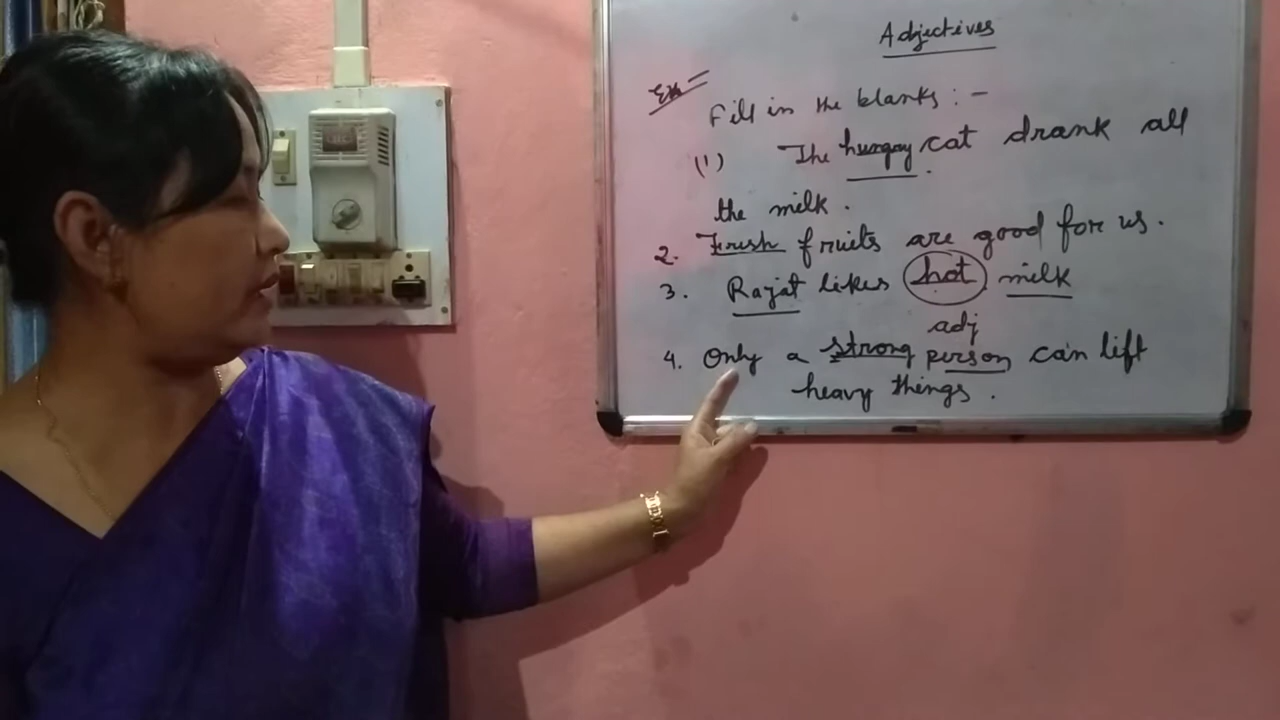 Adjectives
Ex
Fill in the blanks : -
(1) The hungry cat drank all
the milk .
2. Fresh fruits are good for us .
3. Rajat likes hot milk
adj
4. Only a strong person can lift
heavy things .